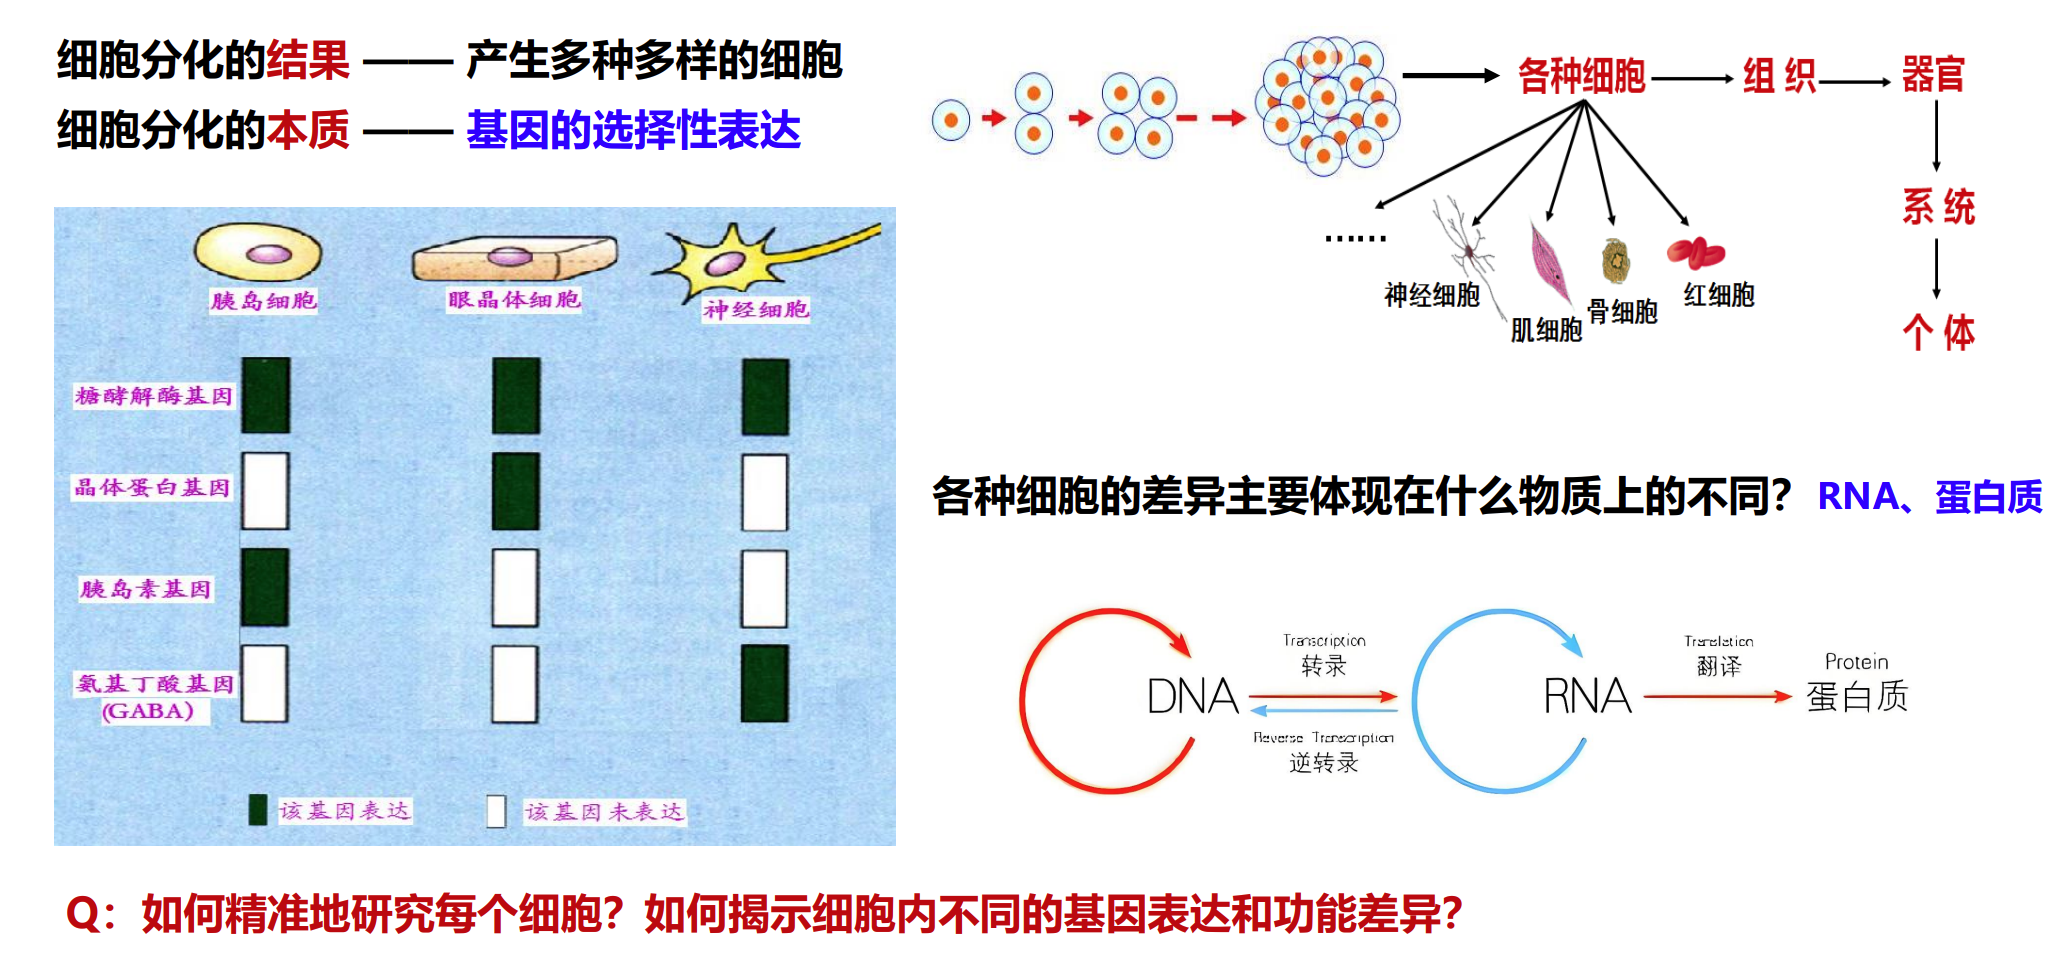 细胞分化的结果 —— 产生多种多样的细胞
细胞分化的本质 —— 基因的选择性表达
各种细胞
组织
器官
系统
个体
……
神经细胞
肌细胞
骨细胞
红细胞
胰岛细胞
眼晶体细胞
神经细胞
糖酵解酶基因
晶体蛋白基因
胰岛素基因
氨基丁酸基因
(GABA)
该基因表达
该基因未表达
各种细胞的差异主要体现在什么物质上的不同？ RNA、蛋白质
Transcription
转录
DNA
Reverse Transcription
逆转录
RNA
Translation
翻译
Protein
蛋白质
Q：如何精准地研究每个细胞？如何揭示细胞内不同的基因表达和功能差异？